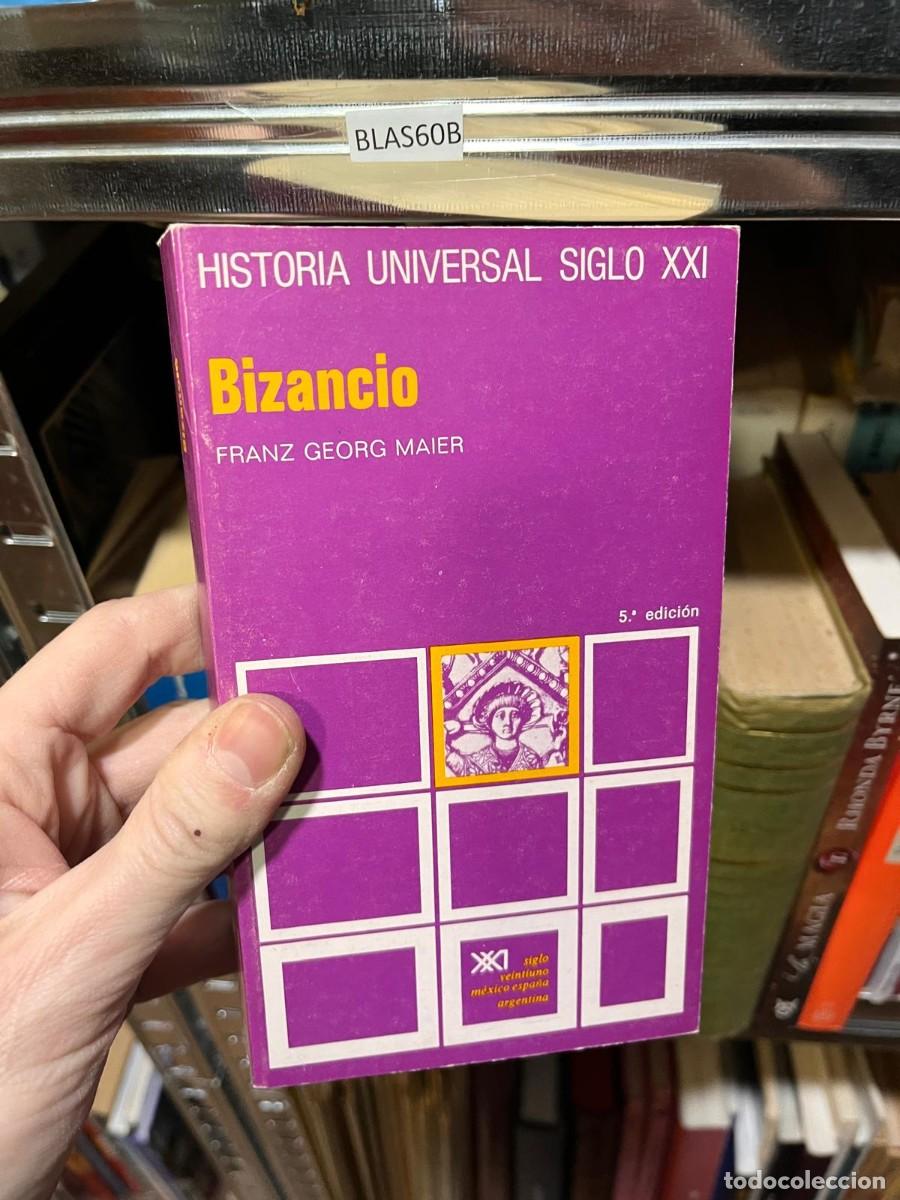 BLAS60B
HISTORIA UNIVERSAL SIGLO XXI
Bizancio
FRANZ GEORG MAIER
5.ª edición
siglo
veintiuno
méxico españa
argentina
La MAGIA
RHONDA BYRNE
todocoleccion